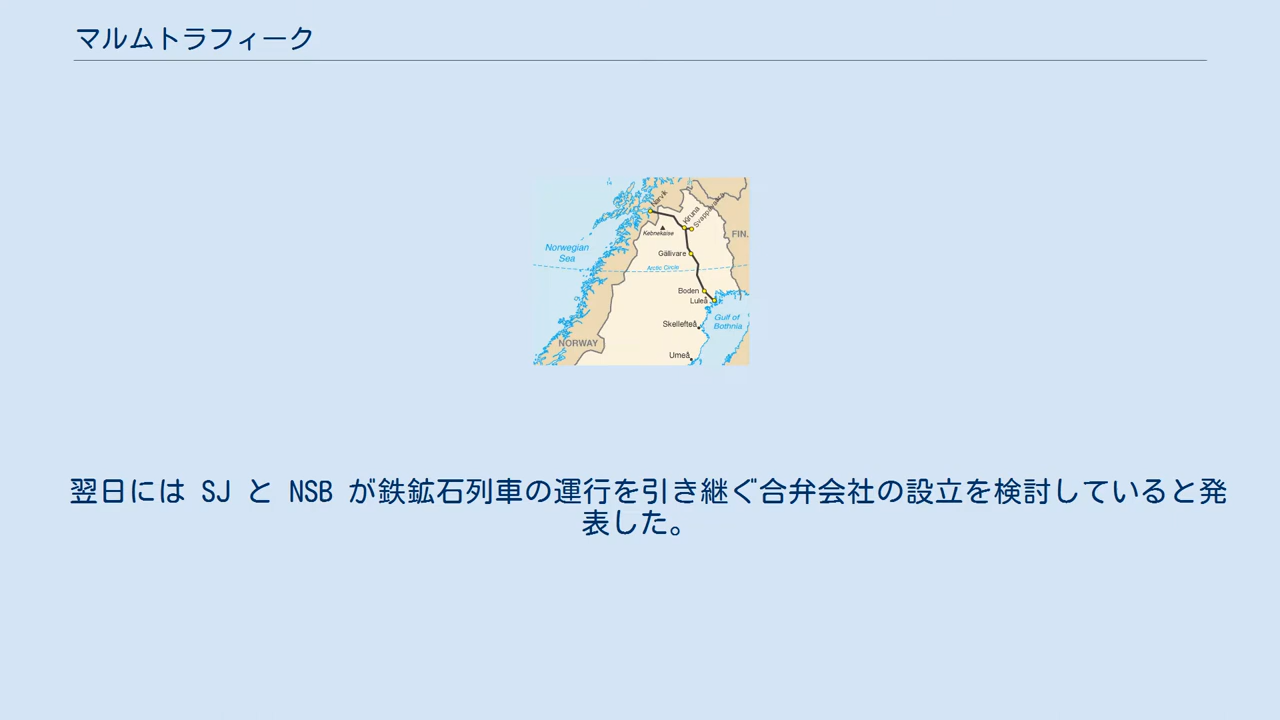 マルムトラフィーク
Narvik
Kiruna
Svappavaara
Kebnekaise
FIN.
Norwegian
Sea
Gällivare
Arctic Circle
Boden
Luleå
Gulf of
Bothnia
Skellefteå
NORWAY
Umeå
翌日には SJ と NSB が鉄鉱石列車の運行を引き継ぐ合弁会社の設立を検討していると発
表した。